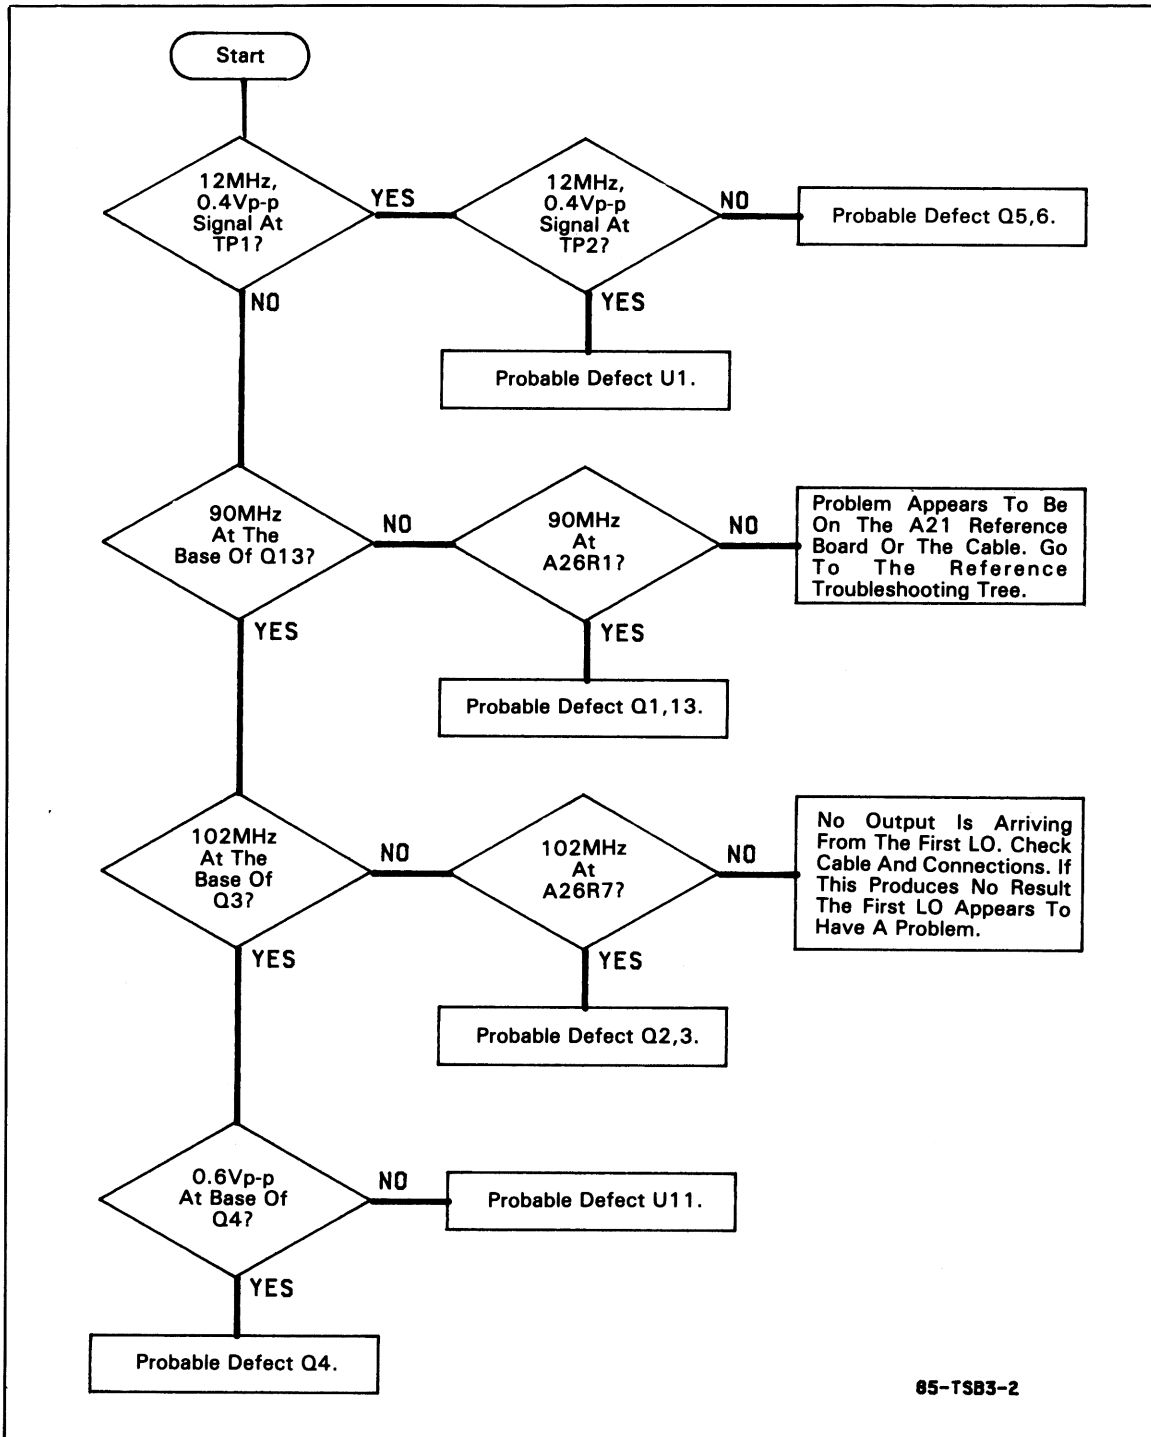 Start
12MHz,
0.4Vp-p
Signal At
TP1?
YES
12MHz,
0.4Vp-p
Signal At
TP2?
NO
Probable Defect Q5,6.
NO
YES
Probable Defect U1.
90MHz
At The
Base Of Q13?
NO
90MHz
At
A26R1?
NO
Problem Appears To Be
On The A21 Reference
Board Or The Cable. Go
To The Reference
Troubleshooting Tree.
YES
YES
Probable Defect Q1,13.
102MHz
At The
Base Of
Q3?
NO
102MHz
At
A26R7?
NO
No Output Is Arriving
From The First LO. Check
Cable And Connections. If
This Produces No Result
The First LO Appears To
Have A Problem.
YES
YES
Probable Defect Q2,3.
0.6Vp-p
At Base Of
Q4?
NO
Probable Defect U11.
YES
Probable Defect Q4.
85-TSB3-2